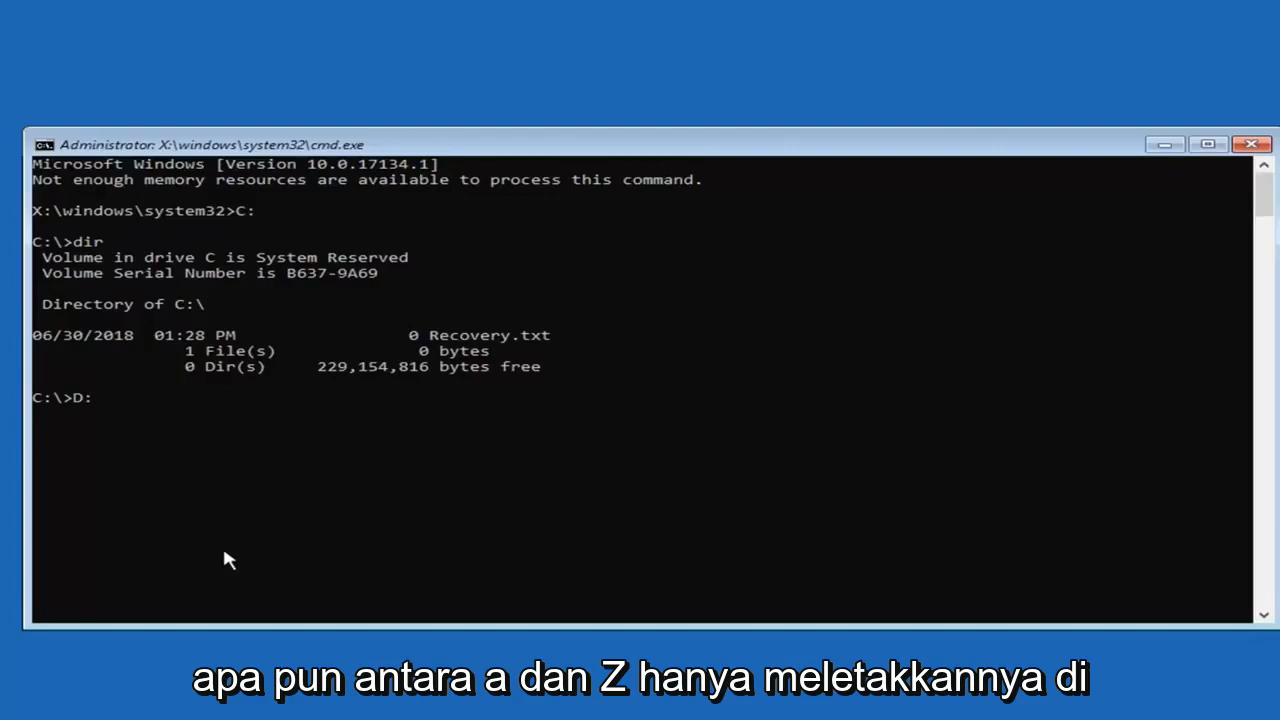 Administrator: X:\windows\system32\cmd.exe
Microsoft Windows [Version 10.0.17134.1]
Not enough memory resources are available to process this command.
X:\windows\system32>C:
C:\>dir
Volume in drive C is System Reserved
Volume Serial Number is B637-9A69
Directory of C:\
06/30/2018  01:28 PM                 0 Recovery.txt
1 File(s)              0 bytes
0 Dir(s)     229,154,816 bytes free
C:\>D:
apa pun antara a dan Z hanya meletakkannya di